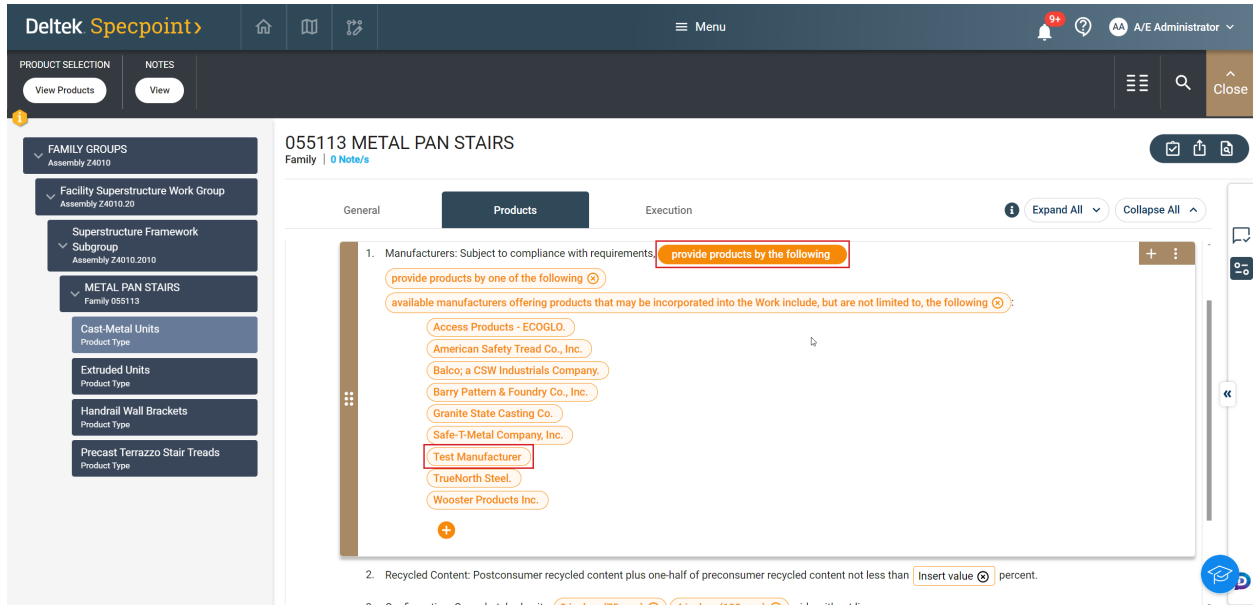 Deltek Specpoint
Menu
9+
AA A/E Administrator
PRODUCT SELECTION
View Products
NOTES
View
Close
FAMILY GROUPS
Assembly Z4010
Facility Superstructure Work Group
Assembly Z4010.20
Superstructure Framework
Subgroup
Assembly Z4010.2010
METAL PAN STAIRS
Family 055113
Cast-Metal Units
Product Type
Extruded Units
Product Type
Handrail Wall Brackets
Product Type
Precast Terrazzo Stair Treads
Product Type
055113 METAL PAN STAIRS
Family | 0 Note/s
General
Products
Execution
Expand All
Collapse All
1. Manufacturers: Subject to compliance with requirements, provide products by the following
provide products by one of the following
available manufacturers offering products that may be incorporated into the Work include, but are not limited to, the following :
Access Products - ECOGLO.
American Safety Tread Co., Inc.
Balco; a CSW Industrials Company.
Barry Pattern & Foundry Co., Inc.
Granite State Casting Co.
Safe-T-Metal Company, Inc.
Test Manufacturer
TrueNorth Steel.
Wooster Products Inc.
2. Recycled Content: Postconsumer recycled content plus one-half of preconsumer recycled content not less than Insert value percent.